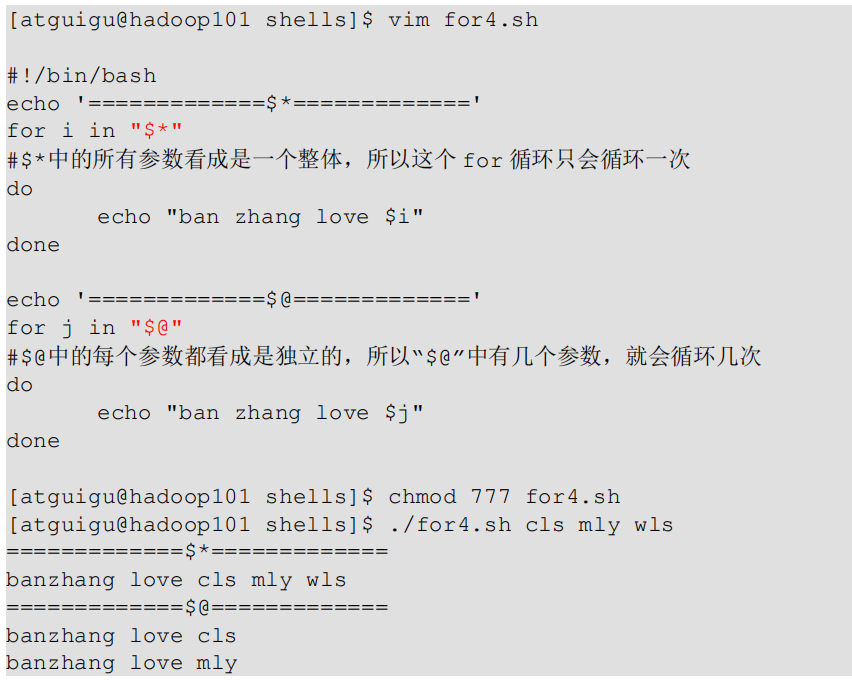 [atguigu@hadoop101 shells]$ vim for4.sh
#!/bin/bash
echo '=============$*============='
for i in "$*"
#$*中的所有参数看成是一个整体，所以这个 for 循环只会循环一次
do
echo "ban zhang love $i"
done
echo '=============$@============='
for j in "$@"
#$@中的每个参数都看成是独立的，所以“$@”中有几个参数，就会循环几次
do
echo "ban zhang love $j"
done
[atguigu@hadoop101 shells]$ chmod 777 for4.sh
[atguigu@hadoop101 shells]$ ./for4.sh cls mly wls
=============$*=============
banzhang love cls mly wls
=============$@=============
banzhang love cls
banzhang love mly